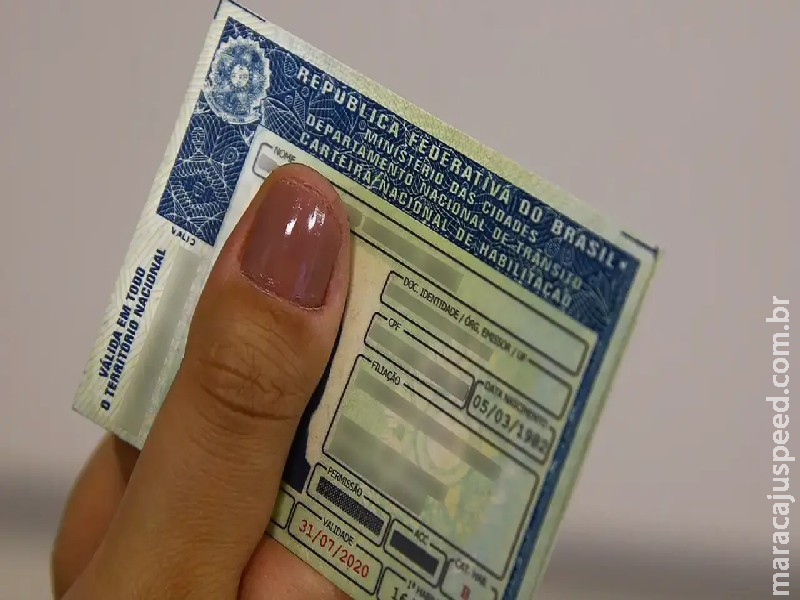 REPÚBLICA FEDERATIVA DO BRASIL
MINISTÉRIO DAS CIDADES
DEPARTAMENTO NACIONAL DE TRÂNSITO
CARTEIRA NACIONAL DE HABILITAÇÃO
NOME
VÁLIDA EM TODO
O TERRITÓRIO NACIONAL
DOC. IDENTIDADE / ÓRG. EMISSOR / UF
CPF
DATA NASCIMENTO
05/03/1982
FILIAÇÃO
PERMISSÃO
ACC
CAT. HAB.
B
VALIDADE
31/07/2020
maracajuspeed.com.br